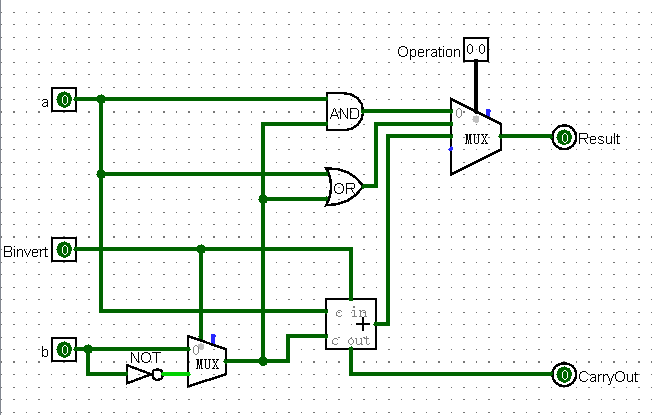 Operation 0 0
a 0
AND
0
MUX
0 Result
OR
Binvert 0
c in
+
c out
b 0
NOT
0
MUX
0 CarryOut